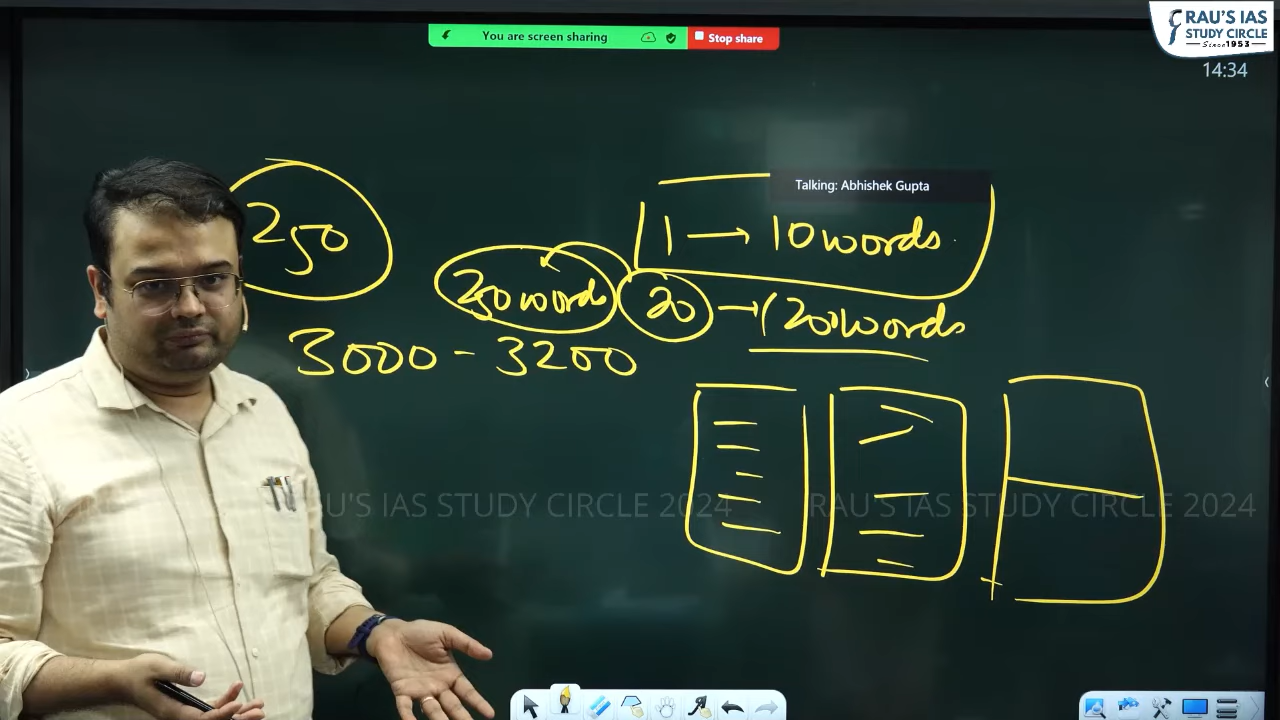 You are screen sharing
Stop share
RAU'S IAS
STUDY CIRCLE
Since 1953
14:34
Talking: Abhishek Gupta
250
1 → 10 words
250 words
20 → 200 words
3000 - 3200
RAU'S IAS STUDY CIRCLE 2024
RAU'S IAS STUDY CIRCLE 2024